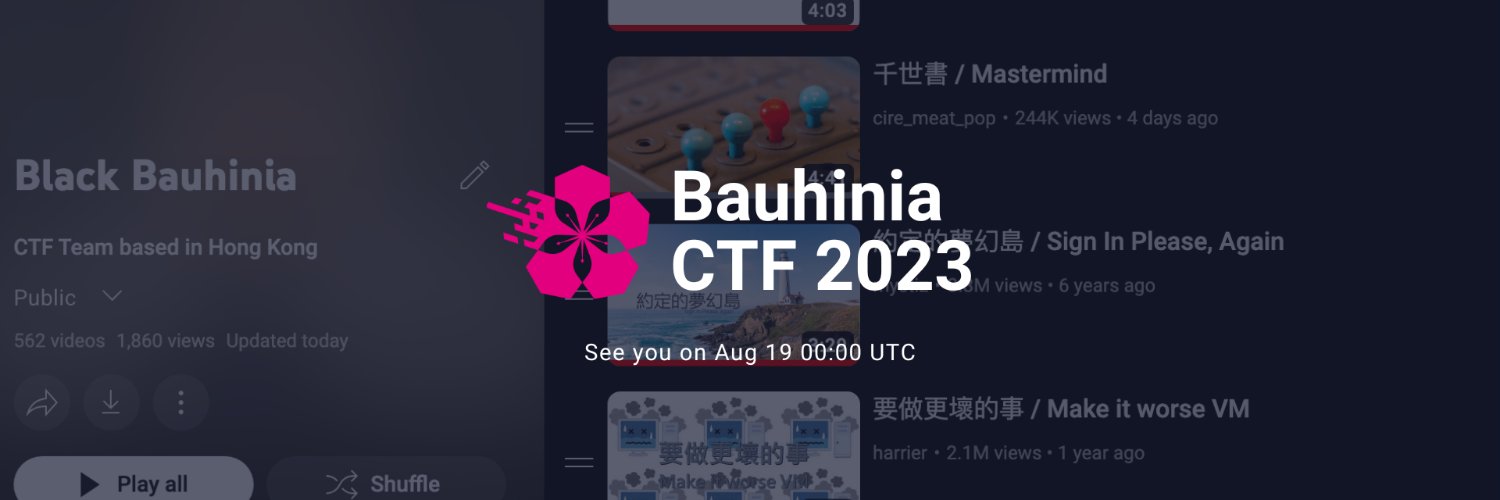 4:03
千世書 / Mastermind
cire_meat_pop • 244K views • 4 days ago
4:41
Black Bauhinia
CTF Team based in Hong Kong
Public
562 videos 1,860 views Updated today
Play all
Shuffle
Bauhinia
CTF 2023
See you on Aug 19 00:00 UTC
約定的夢幻島 / Sign In Please, Again
views • 6 years ago
約定的夢幻島
3:20
要做更壞的事 / Make it worse VM
harrier • 2.1M views • 1 year ago
要做更壞的事
Make it worse VM